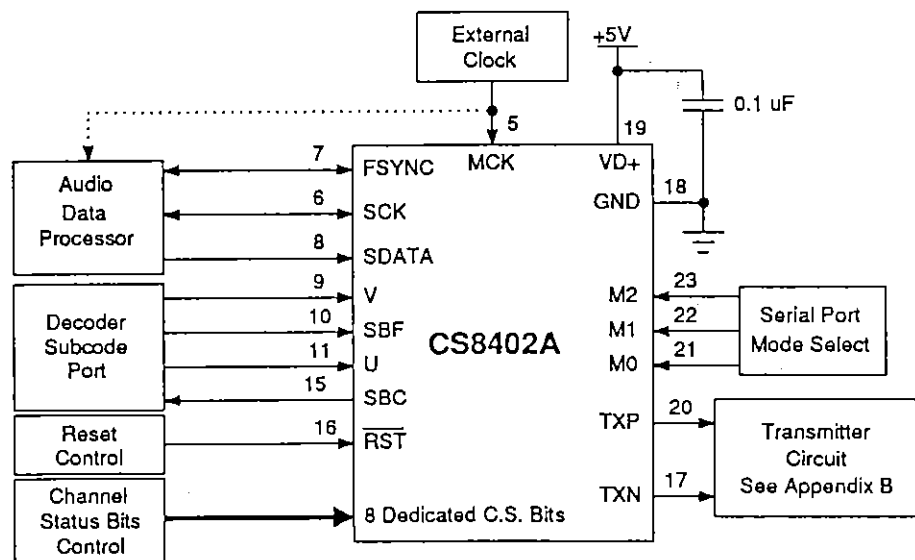 External
Clock
+5V
0.1 uF
5
19
MCK
VD+
Audio
Data
Processor
7
FSYNC
6
SCK
8
SDATA
18
GND
Decoder
Subcode
Port
9
V
10
SBF
11
U
15
SBC
CS8402A
23
M2
22
M1
21
M0
Serial Port
Mode Select
Reset
Control
16
RST
20
TXP
17
TXN
Transmitter
Circuit
See Appendix B
Channel
Status Bits
Control
8 Dedicated C.S. Bits